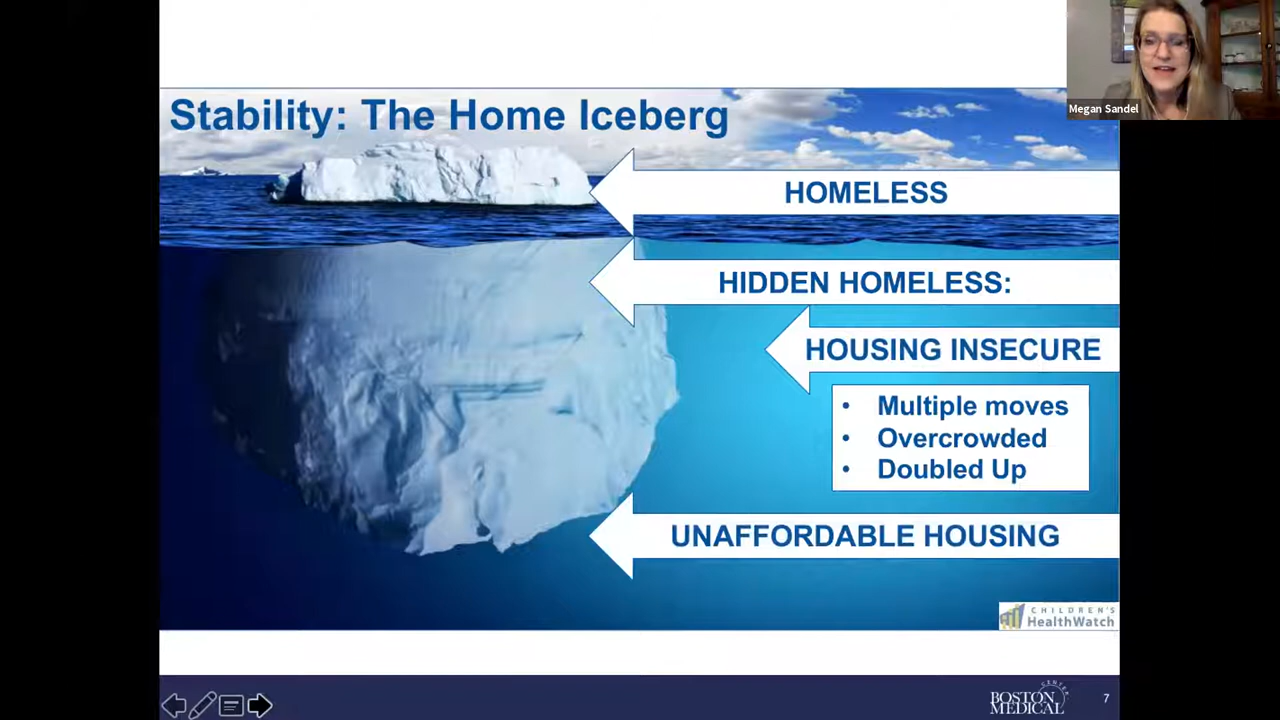 Megan Sandel
Stability: The Home Iceberg
HOMELESS
HIDDEN HOMELESS:
HOUSING INSECURE
• Multiple moves
• Overcrowded
• Doubled Up
UNAFFORDABLE HOUSING
CHILDREN'S
HealthWatch
BOSTON
MEDICAL
CENTER
7